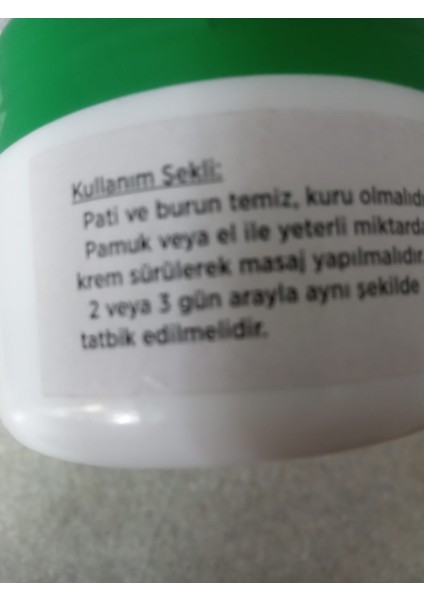 Kullanım Şekli:
Pati ve burun temiz, kuru olmalıdı
Pamuk veya el ile yeterli miktarda
krem sürülerek masaj yapılmalıdır.
2 veya 3 gün arayla aynı şekilde
tatbik edilmelidir.